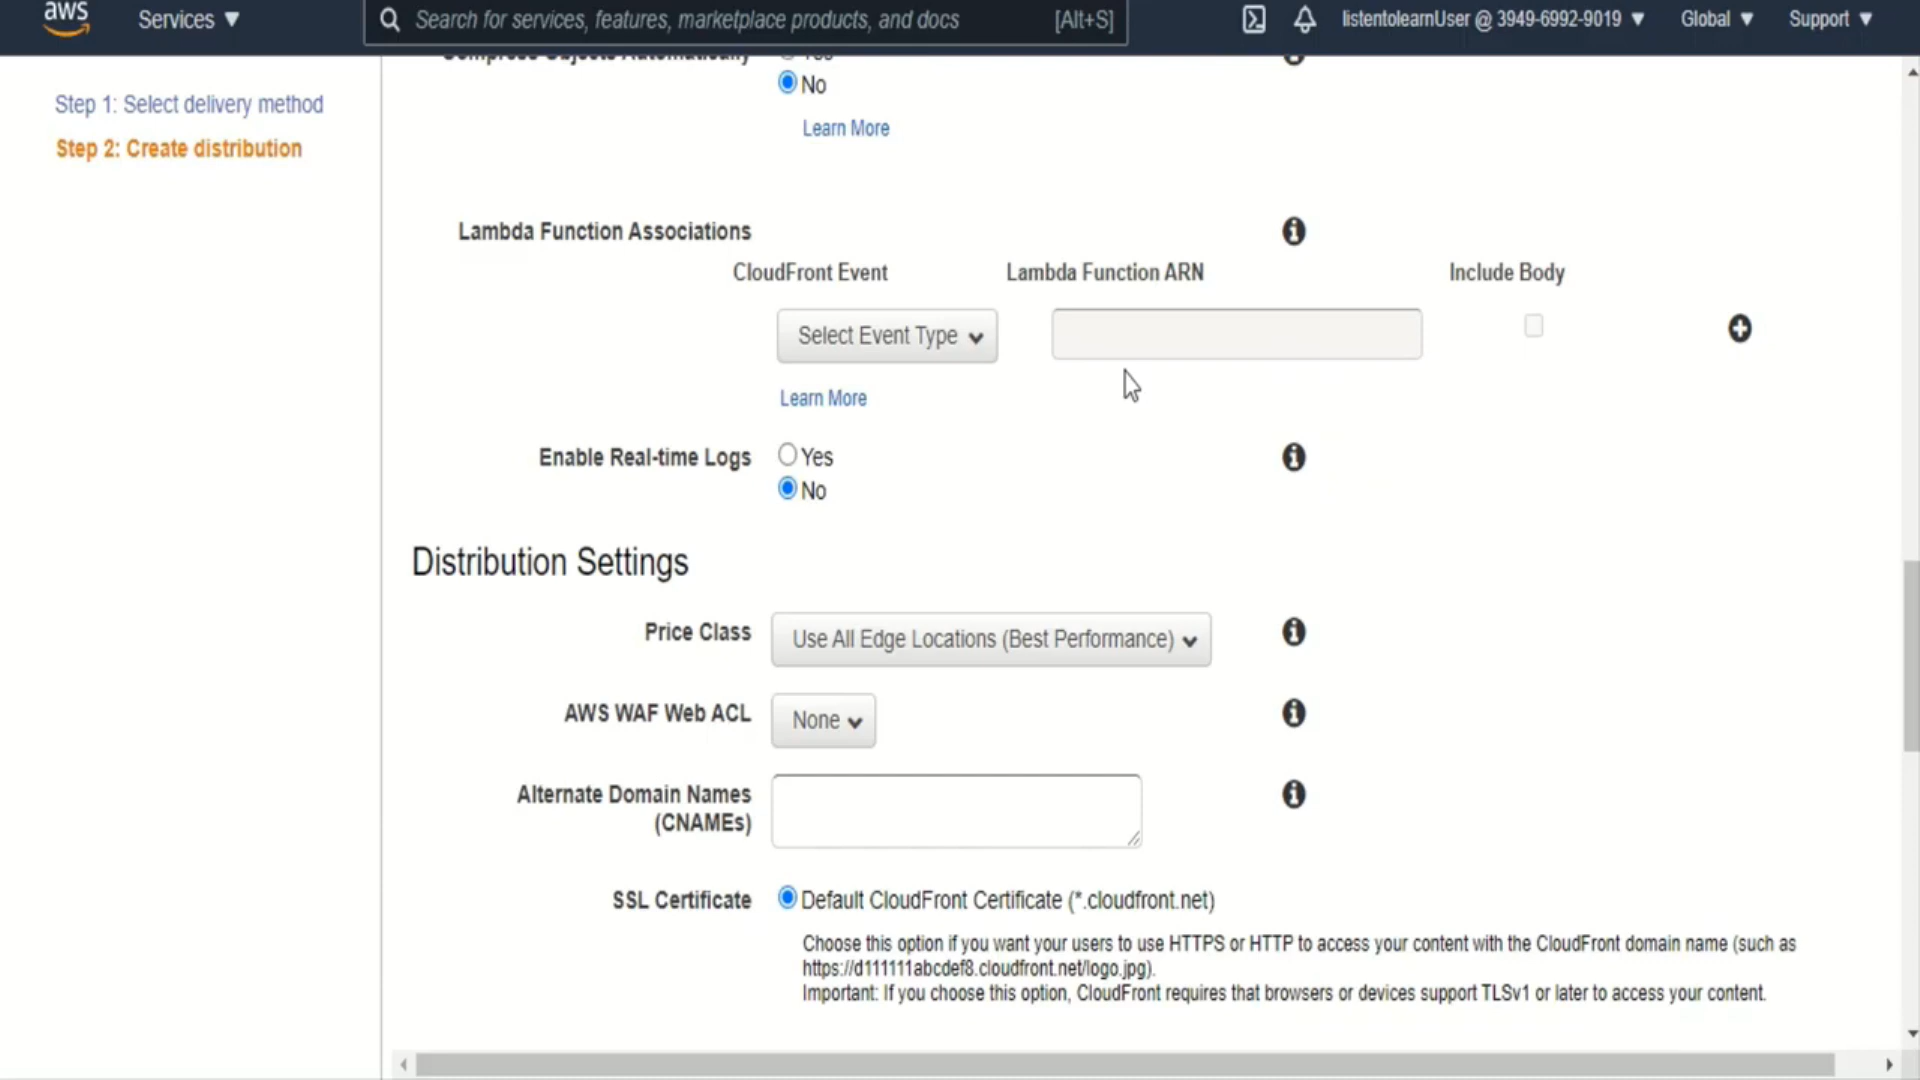 aws
Services
Search for services, features, marketplace products, and docs
[Alt+S]
listentolearnUser @ 3949-6992-9019
Global
Support
Step 1: Select delivery method
Step 2: Create distribution
Compress Objects Automatically
Yes
No
Learn More
Lambda Function Associations
CloudFront Event
Lambda Function ARN
Include Body
Select Event Type
Learn More
Enable Real-time Logs
Yes
No
Distribution Settings
Price Class
Use All Edge Locations (Best Performance)
AWS WAF Web ACL
None
Alternate Domain Names
(CNAMEs)
SSL Certificate
Default CloudFront Certificate (*.cloudfront.net)
Choose this option if you want your users to use HTTPS or HTTP to access your content with the CloudFront domain name (such as
https://d111111abcdef8.cloudfront.net/logo.jpg).
Important: If you choose this option, CloudFront requires that browsers or devices support TLSv1 or later to access your content.